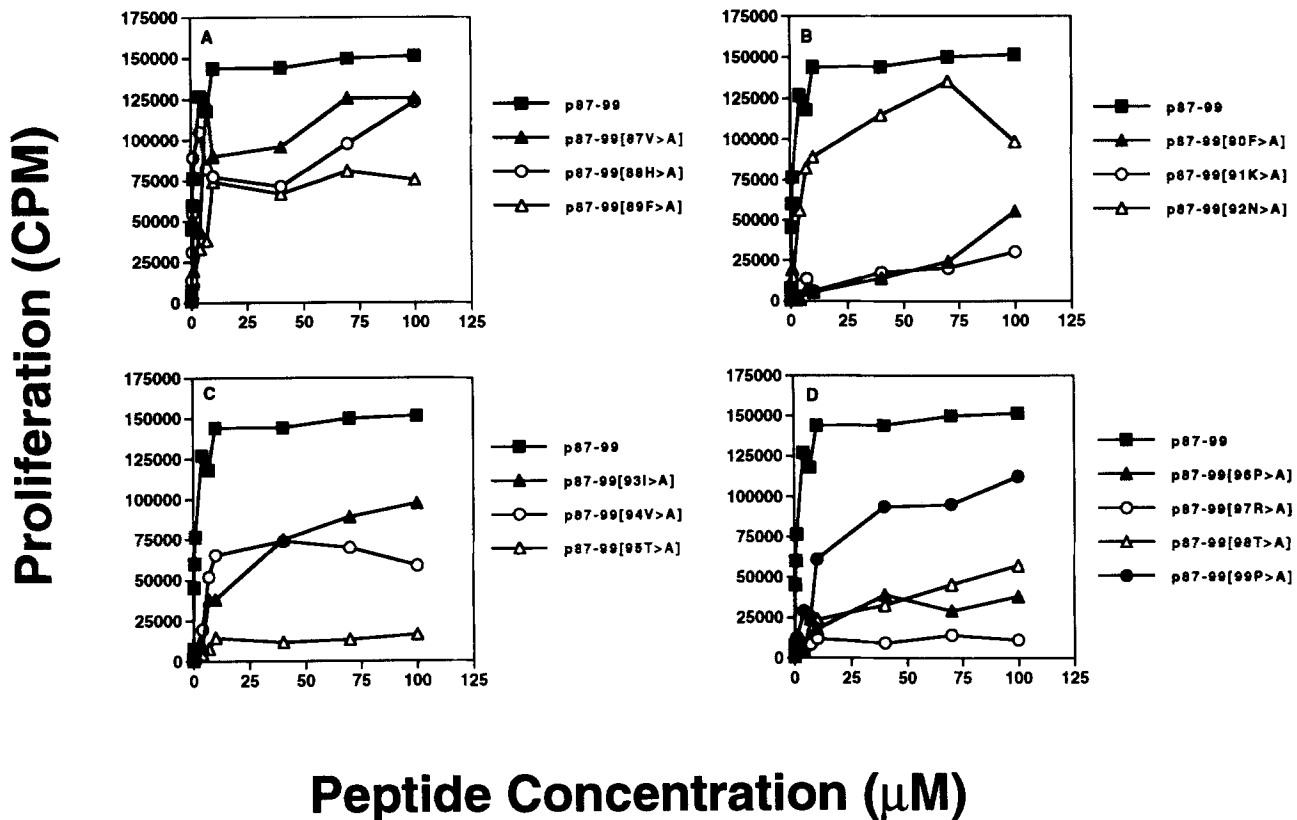 Proliferation (CPM)
A
175000
150000
125000
100000
75000
50000
25000
0
0 25 50 75 100 125
p87-99
p87-99[87V>A]
p87-99[88H>A]
p87-99[89F>A]
B
175000
150000
125000
100000
75000
50000
25000
0
0 25 50 75 100 125
p87-99
p87-99[90F>A]
p87-99[91K>A]
p87-99[92N>A]
C
175000
150000
125000
100000
75000
50000
25000
0
0 25 50 75 100 125
p87-99
p87-99[93I>A]
p87-99[94V>A]
p87-99[95T>A]
D
175000
150000
125000
100000
75000
50000
25000
0
0 25 50 75 100 125
p87-99
p87-99[96P>A]
p87-99[97R>A]
p87-99[98T>A]
p87-99[99P>A]
Peptide Concentration (μM)